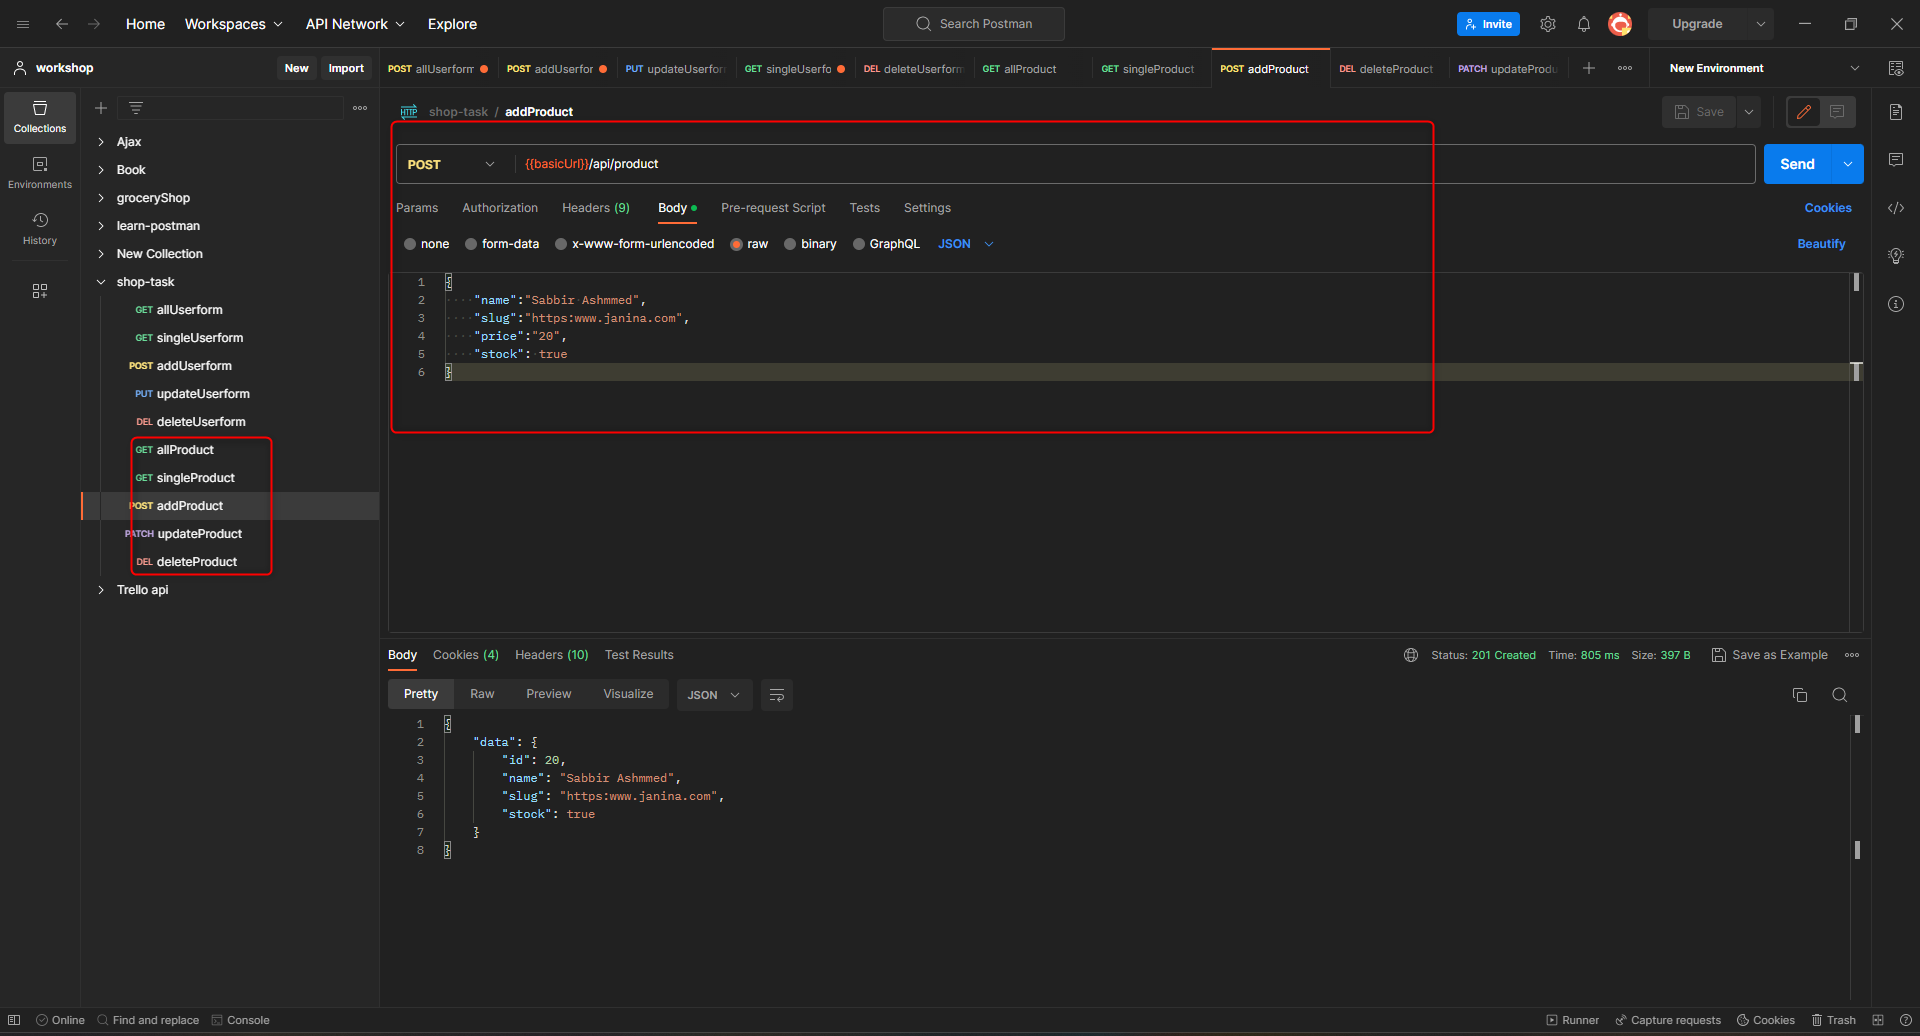 Home Workspaces API Network Explore Search Postman Invite Upgrade
workshop New Import
POST allUserform POST addUserfor PUT updateUserfor GET singleUserfo DEL deleteUserform GET allProduct GET singleProduct POST addProduct DEL deleteProduct PATCH updateProdu New Environment
Collections
Environments
History
Ajax
Book
groceryShop
learn-postman
New Collection
shop-task
GET allUserform
GET singleUserform
POST addUserform
PUT updateUserform
DEL deleteUserform
GET allProduct
GET singleProduct
POST addProduct
PATCH updateProduct
DEL deleteProduct
Trello api
HTTP shop-task / addProduct Save
POST {{basicUrl}}/api/product Send
Params Authorization Headers (9) Body Pre-request Script Tests Settings Cookies
none form-data x-www-form-urlencoded raw binary GraphQL JSON Beautify
1 {
2 "name":"Sabbir Ashmmed",
3 "slug":"https:www.janina.com",
4 "price":"20",
5 "stock": true
6 }
Body Cookies (4) Headers (10) Test Results Status: 201 Created Time: 805 ms Size: 397 B Save as Example
Pretty Raw Preview Visualize JSON
1 {
2 "data": {
3 "id": 20,
4 "name": "Sabbir Ashmmed",
5 "slug": "https:www.janina.com",
6 "stock": true
7 }
8 }
Online Find and replace Console Runner Capture requests Cookies Trash